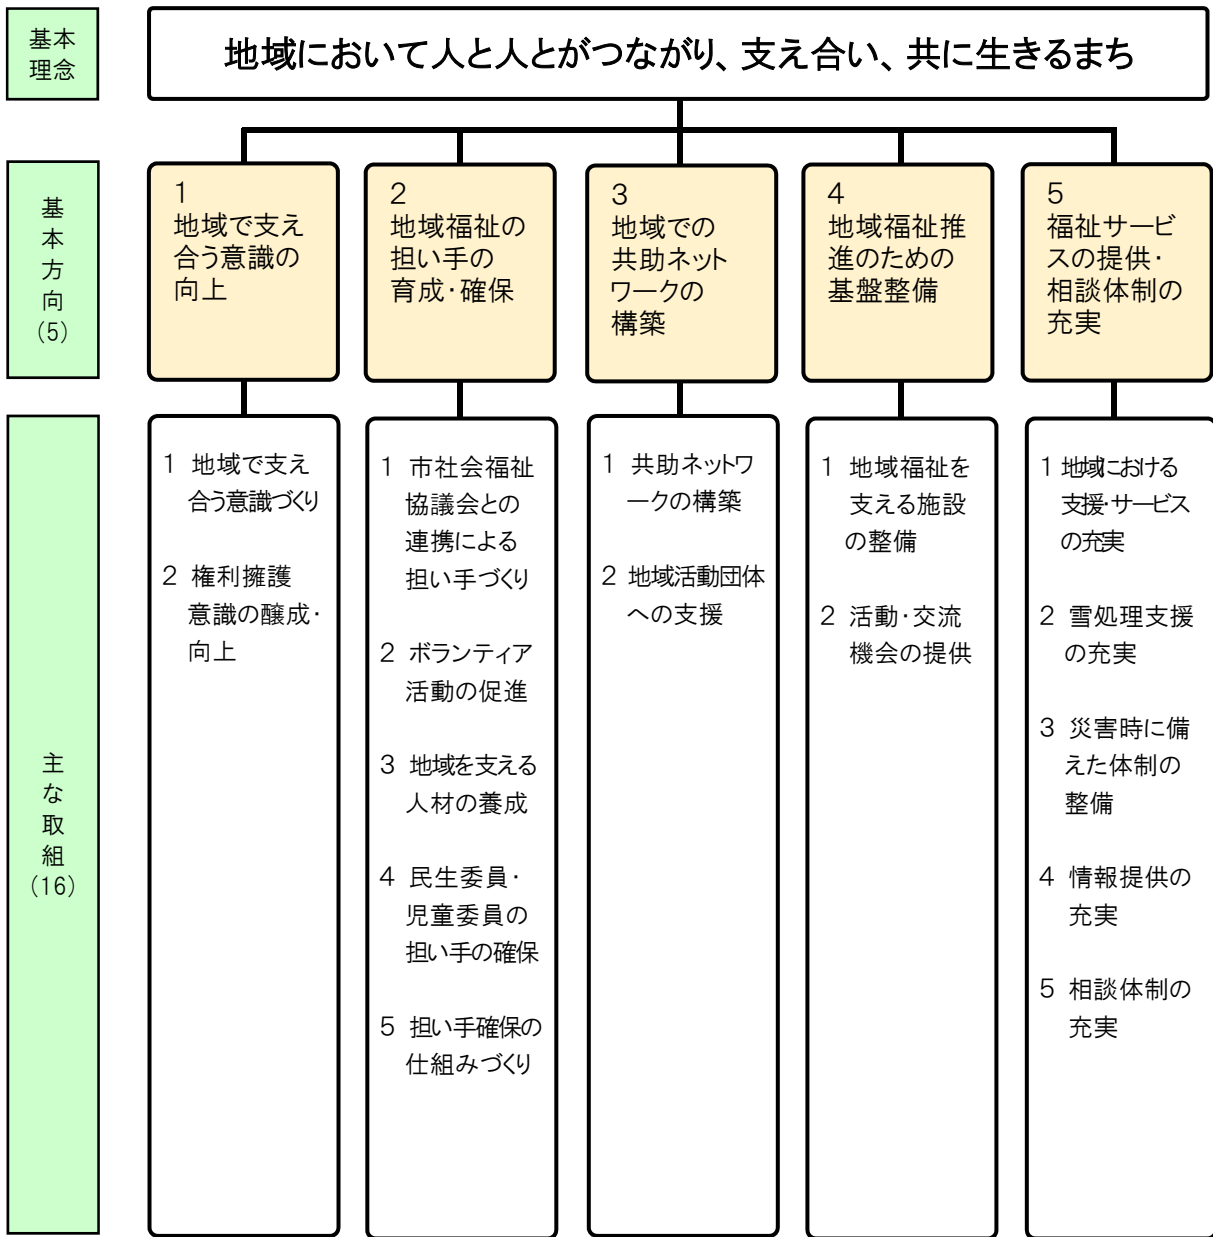 基本
理念
地域において人と人とがつながり、支え合い、共に生きるまち
基
本
方
向
(5)
1
地域で支え
合う意識の
向上
2
地域福祉の
担い手の
育成・確保
3
地域での
共助ネット
ワークの
構築
4
地域福祉推
進のための
基盤整備
5
福祉サービ
スの提供・
相談体制の
充実
主
な
取
組
(16)
1 地域で支え
合う意識づくり
2 権利擁護
意識の醸成・
向上
1 市社会福祉
協議会との
連携による
担い手づくり
2 ボランティア
活動の促進
3 地域を支える
人材の養成
4 民生委員・
児童委員の
担い手の確保
5 担い手確保の
仕組みづくり
1 共助ネットワ
ークの構築
2 地域活動団体
への支援
1 地域福祉を
支える施設
の整備
2 活動・交流
機会の提供
1 地域における
支援・サービス
の充実
2 雪処理支援
の充実
3 災害時に備
えた体制の
整備
4 情報提供の
充実
5 相談体制の
充実